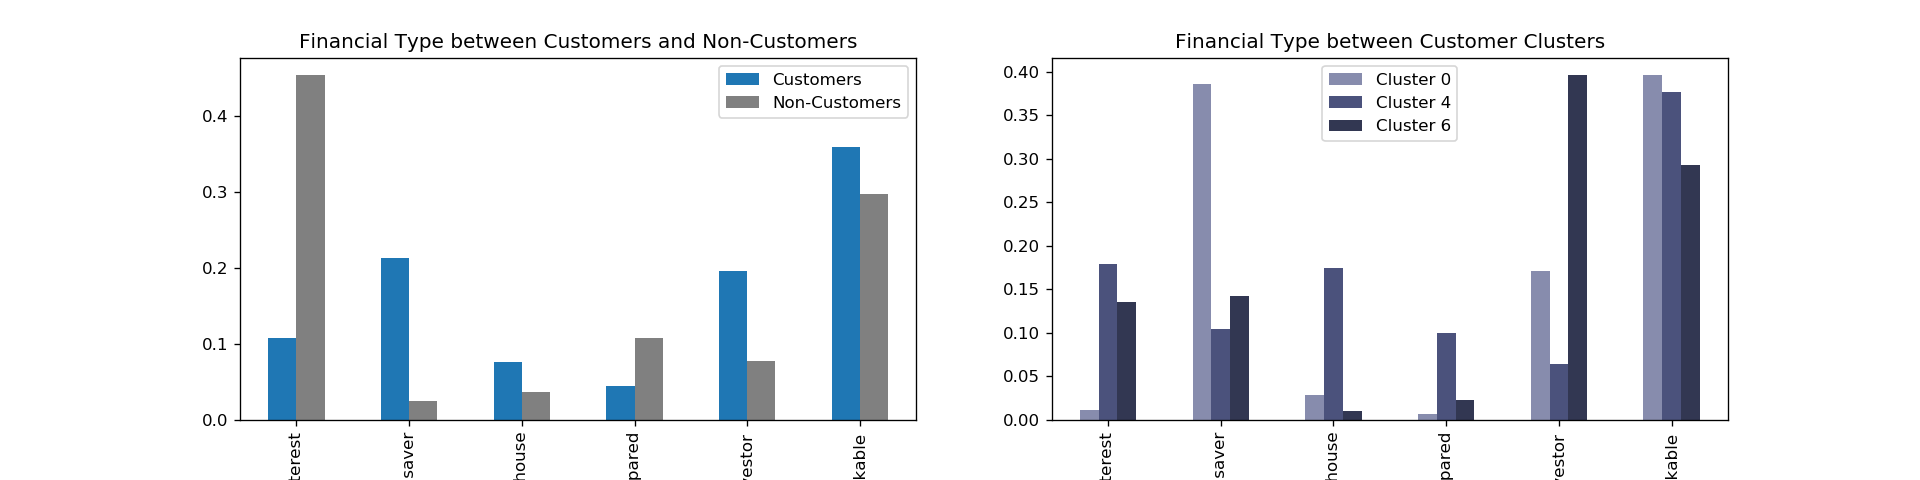 Financial Type between Customers and Non-Customers
Customers
Non-Customers
0.4
0.3
0.2
0.1
0.0
terest
saver
house
pared
vestor
kable
Financial Type between Customer Clusters
Cluster 0
Cluster 4
Cluster 6
0.40
0.35
0.30
0.25
0.20
0.15
0.10
0.05
0.00
terest
saver
house
pared
vestor
kable